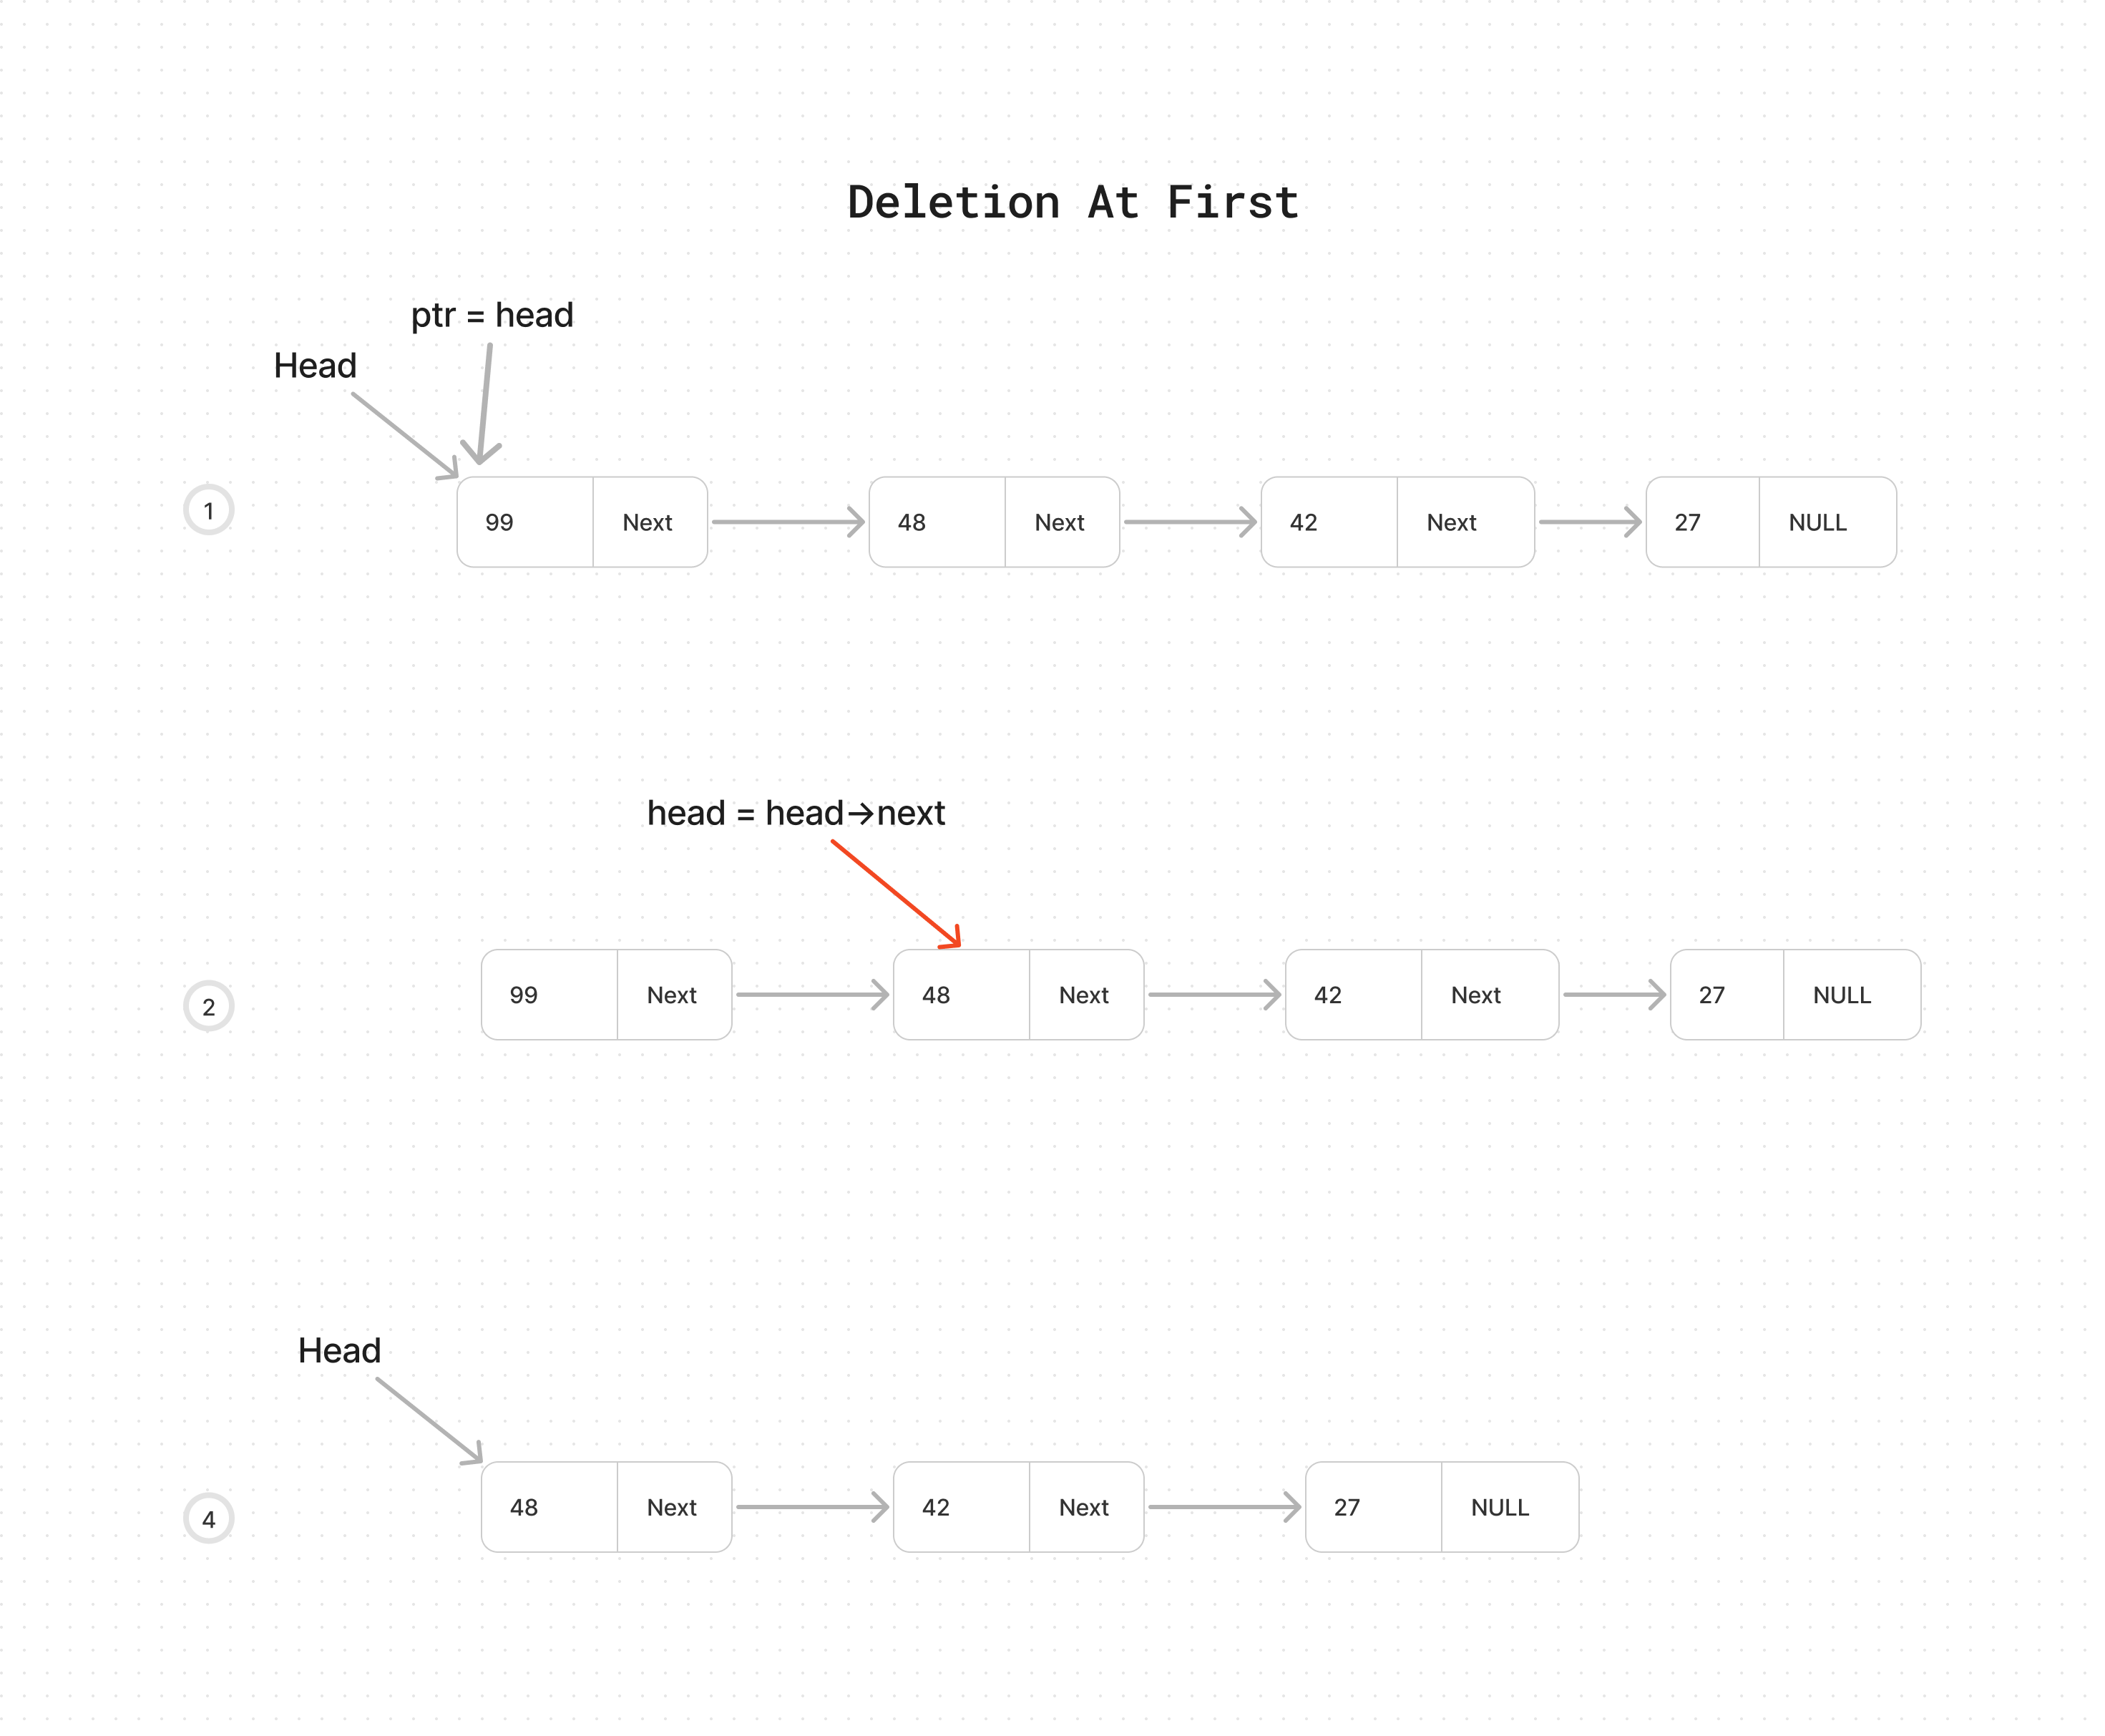 Deletion At First
ptr = head
Head
1
99 Next 48 Next 42 Next 27 NULL
head = head→next
2
99 Next 48 Next 42 Next 27 NULL
Head
4
48 Next 42 Next 27 NULL